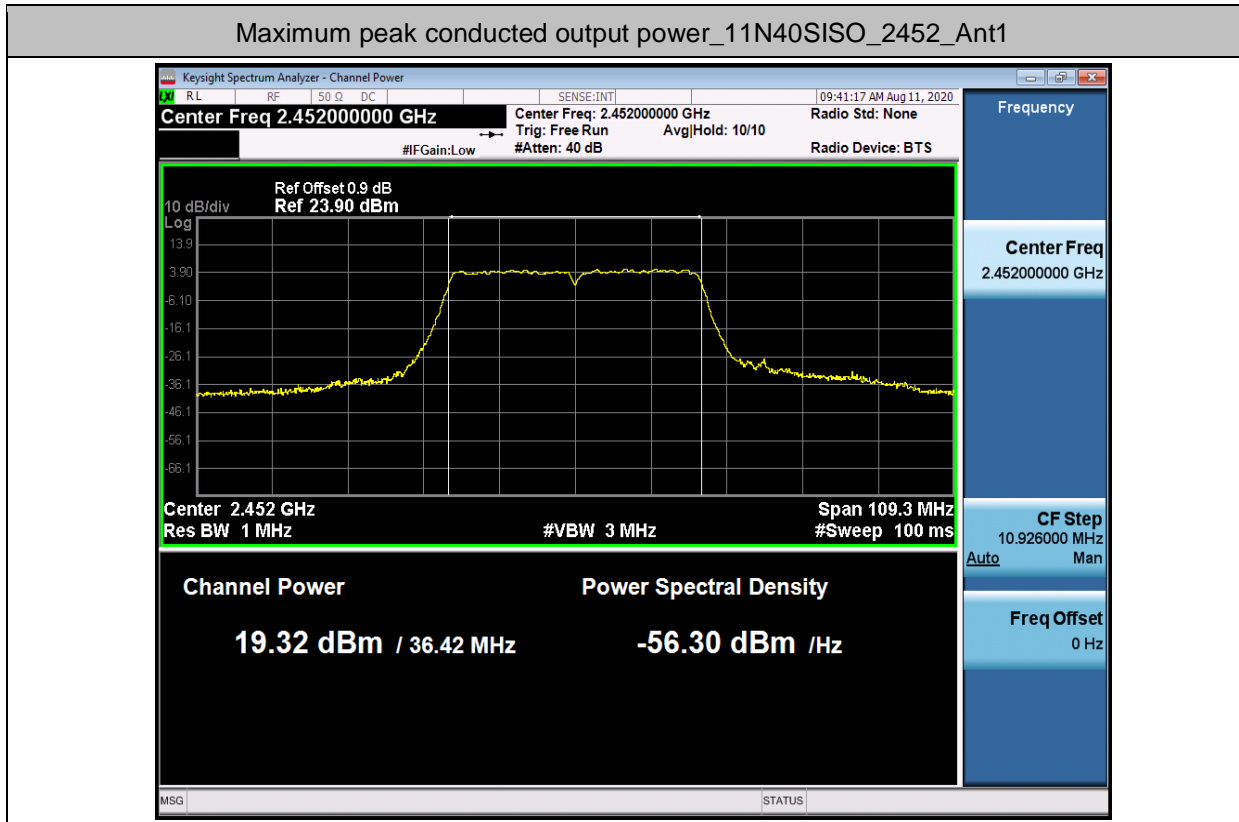 Maximum peak conducted output power_11N40SISO_2452_Ant1
Keysight Spectrum Analyzer - Channel Power
LXI RL RF 50 Ω DC SENSE:INT 09:41:17 AM Aug 11, 2020
Center Freq 2.452000000 GHz
#IFGain:Low
Center Freq: 2.452000000 GHz
Trig: Free Run Avg|Hold: 10/10
#Atten: 40 dB
Radio Std: None
Radio Device: BTS
Ref Offset 0.9 dB
10 dB/div Ref 23.90 dBm
Log
13.9
3.90
-6.10
-16.1
-26.1
-36.1
-46.1
-56.1
-66.1
Center 2.452 GHz Span 109.3 MHz
Res BW 1 MHz #VBW 3 MHz #Sweep 100 ms
Channel Power Power Spectral Density
19.32 dBm / 36.42 MHz -56.30 dBm /Hz
Frequency
Center Freq
2.452000000 GHz
CF Step
10.926000 MHz
Auto Man
Freq Offset
0 Hz
MSG STATUS